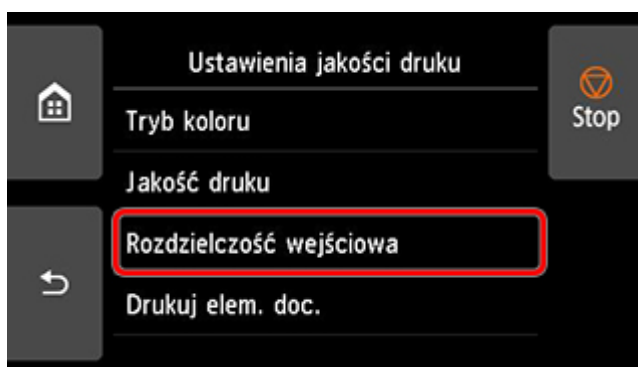 Ustawienia jakości druku
Tryb koloru
Stop
Jakość druku
Rozdzielczość wejściowa
Drukuj elem. doc.